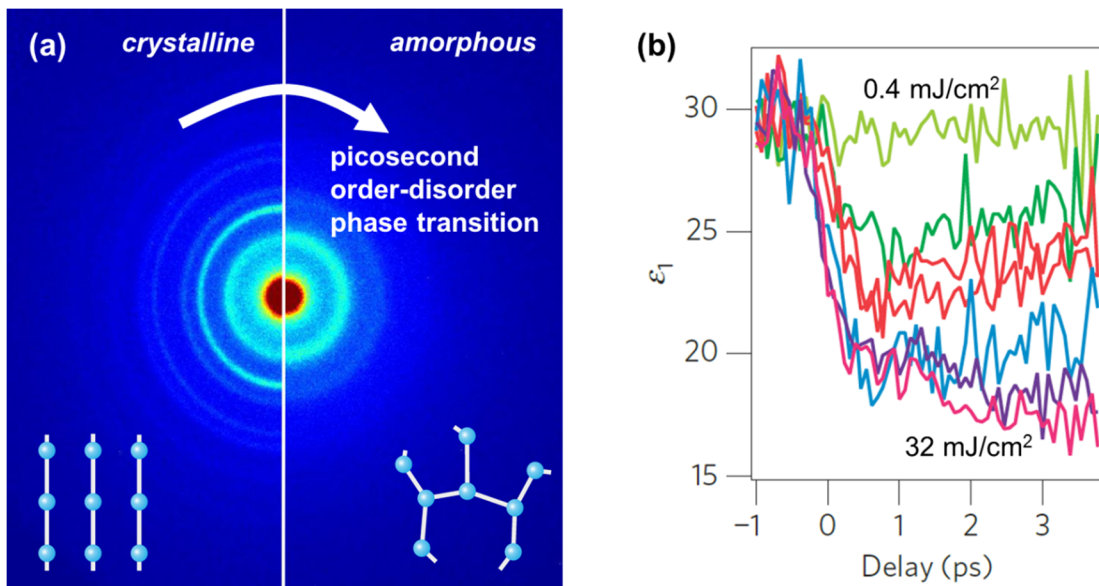 (a)
crystalline
amorphous
picosecond
order-disorder
phase transition
(b)
0.4 mJ/cm²
32 mJ/cm²
ε₁
30
25
20
15
−1
0
1
2
3
Delay (ps)